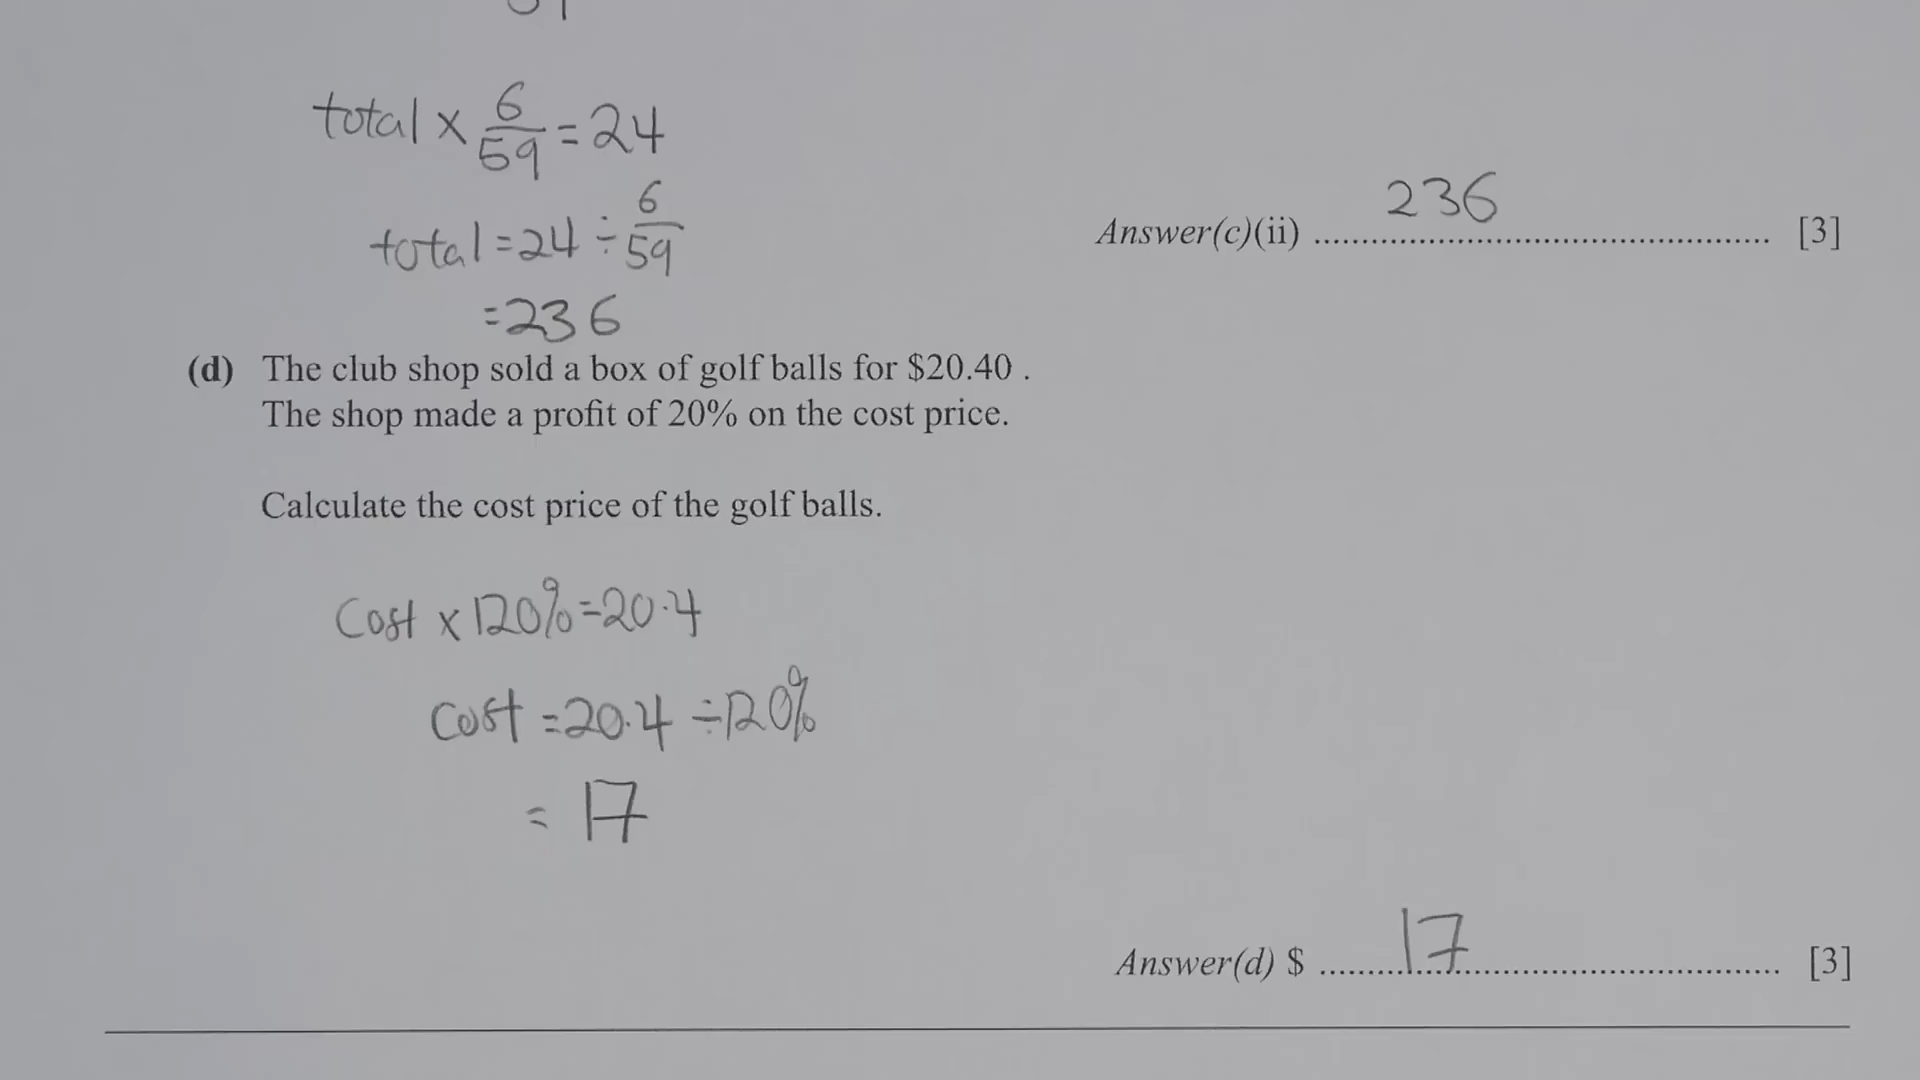 total × 6/59 = 24
total = 24 ÷ 6/59
= 236
Answer(c)(ii) 236 [3]
(d) The club shop sold a box of golf balls for $20.40 .
The shop made a profit of 20% on the cost price.
Calculate the cost price of the golf balls.
Cost × 120% = 20.4
Cost = 20.4 ÷ 120%
= 17
Answer(d) $ 17 [3]